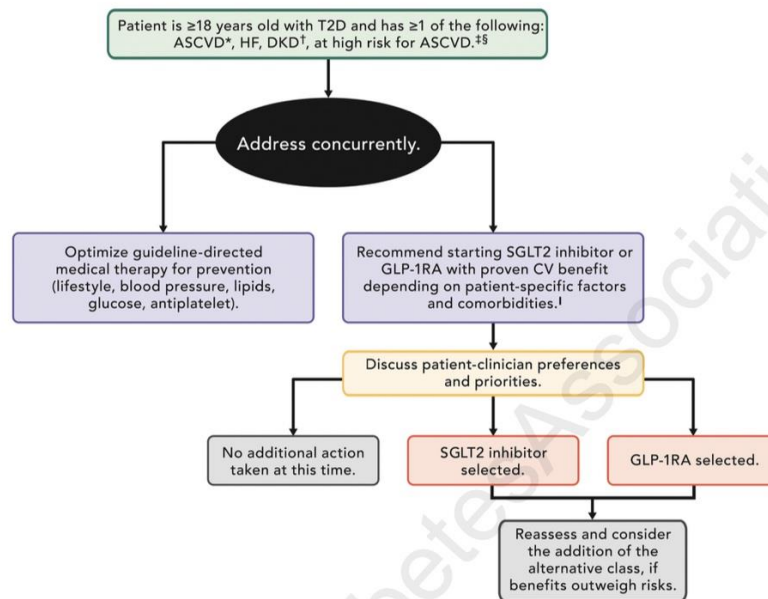 Patient is ≥18 years old with T2D and has ≥1 of the following:
ASCVD*, HF, DKD†, at high risk for ASCVD.‡§
Address concurrently.
Optimize guideline-directed
medical therapy for prevention
(lifestyle, blood pressure, lipids,
glucose, antiplatelet).
Recommend starting SGLT2 inhibitor or
GLP-1RA with proven CV benefit
depending on patient-specific factors
and comorbidities.ǀ
Discuss patient-clinician preferences
and priorities.
No additional action
taken at this time.
SGLT2 inhibitor
selected.
GLP-1RA selected.
Reassess and consider
the addition of the
alternative class, if
benefits outweigh risks.